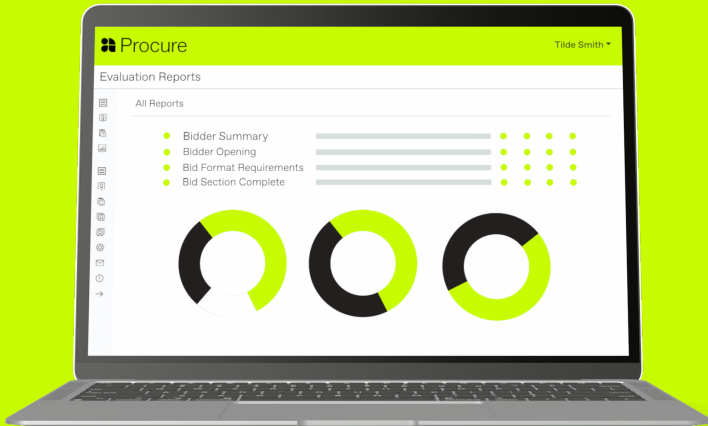 Procure
Tilde Smith
Evaluation Reports
All Reports
Bidder Summary
Bidder Opening
Bid Format Requirements
Bid Section Complete